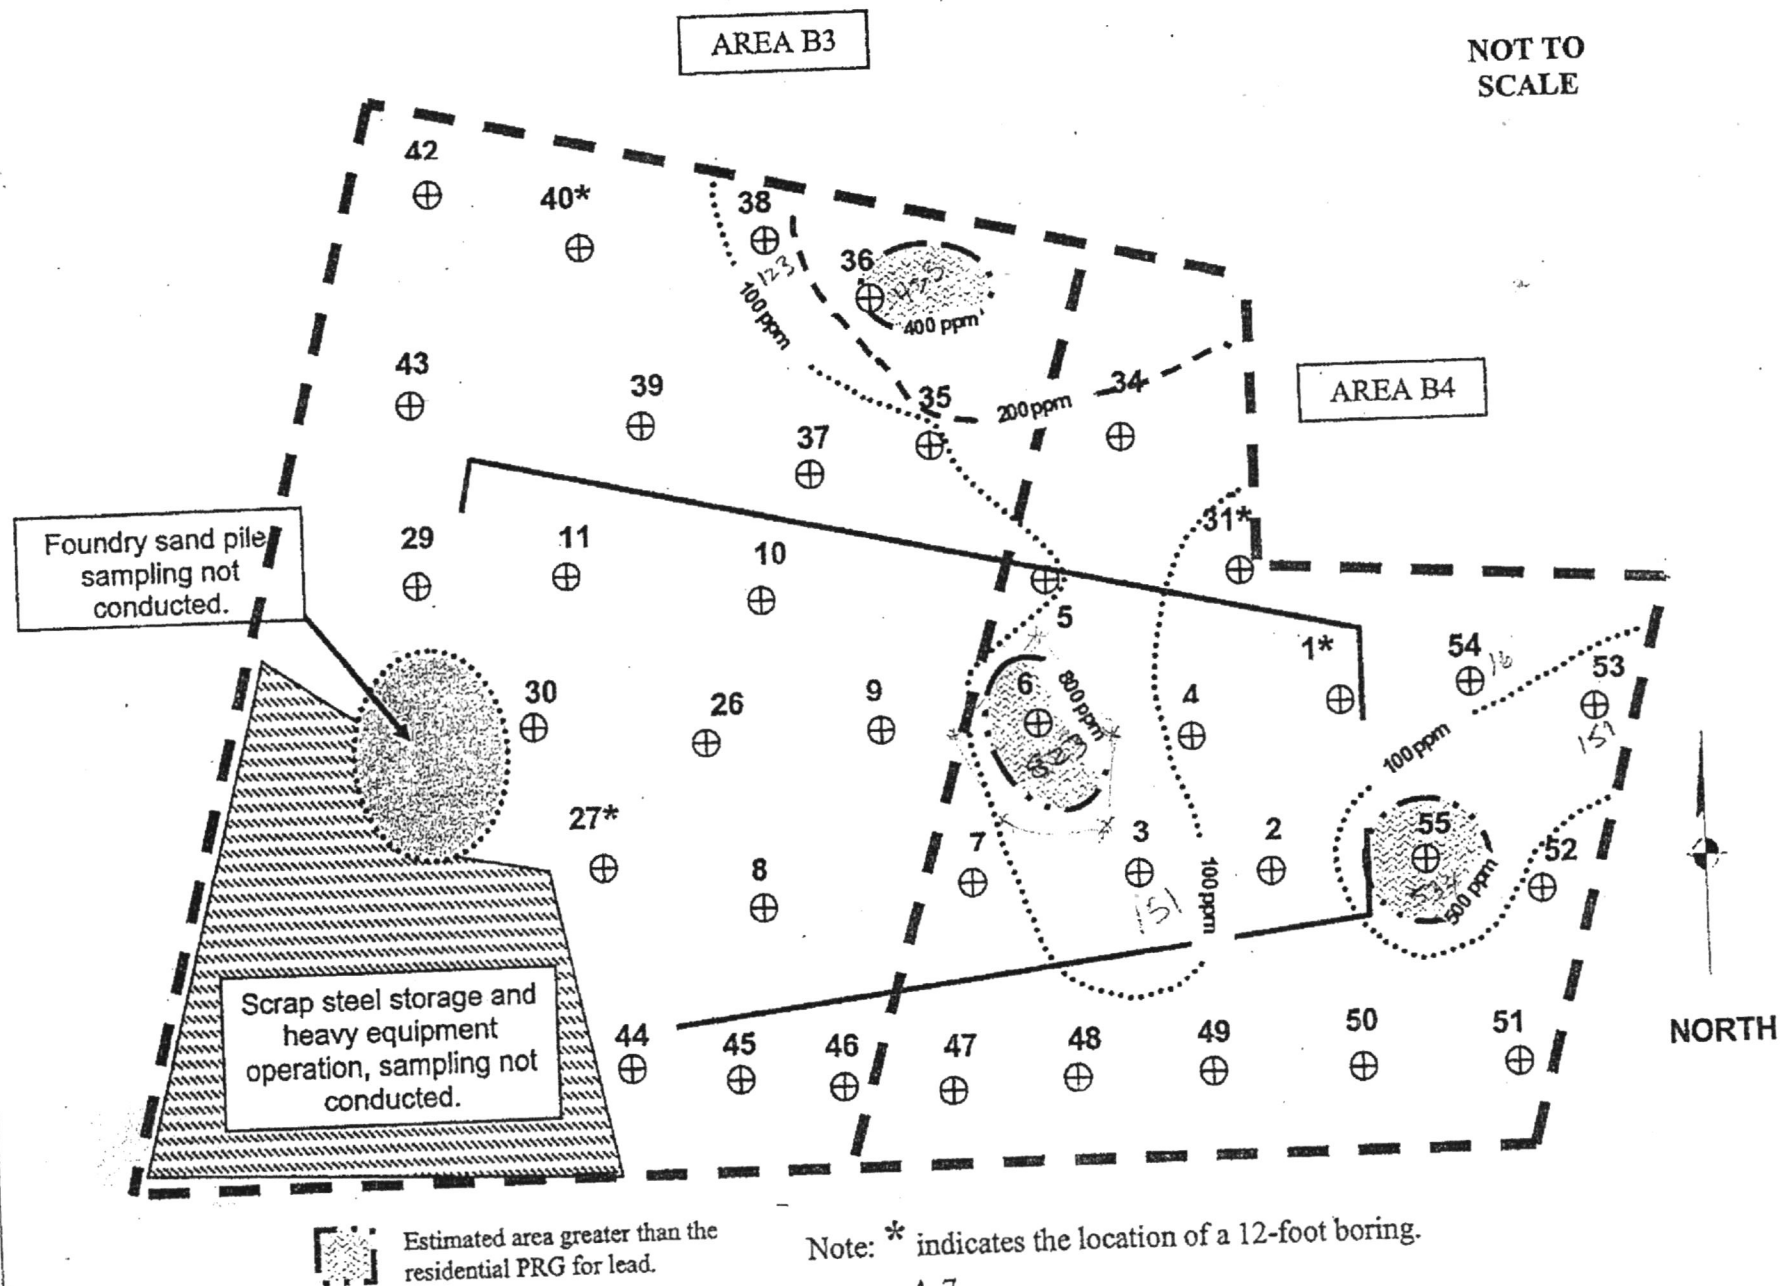 AREA B3
NOT TO
SCALE
42
40*
38
123
36
475
400 ppm
100 ppm
43
39
37
35
200 ppm
34
AREA B4
31*
Foundry sand pile
sampling not
conducted.
29
11
10
5
1*
54
16
53
151
30
26
9
6
800 ppm
823
4
100 ppm
27*
8
7
3
151
100 ppm
2
55
500 ppm
52
Scrap steel storage and
heavy equipment
operation, sampling not
conducted.
44
45
46
47
48
49
50
51
NORTH
Estimated area greater than the
residential PRG for lead.
Note: * indicates the location of a 12-foot boring.